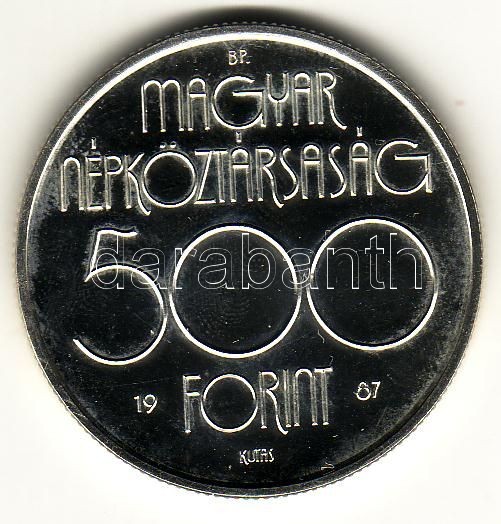 BP.
MAGYAR
NÉPKÖZTÁRSASÁG
500
darabanth
19 FORINT 87
KUTAS